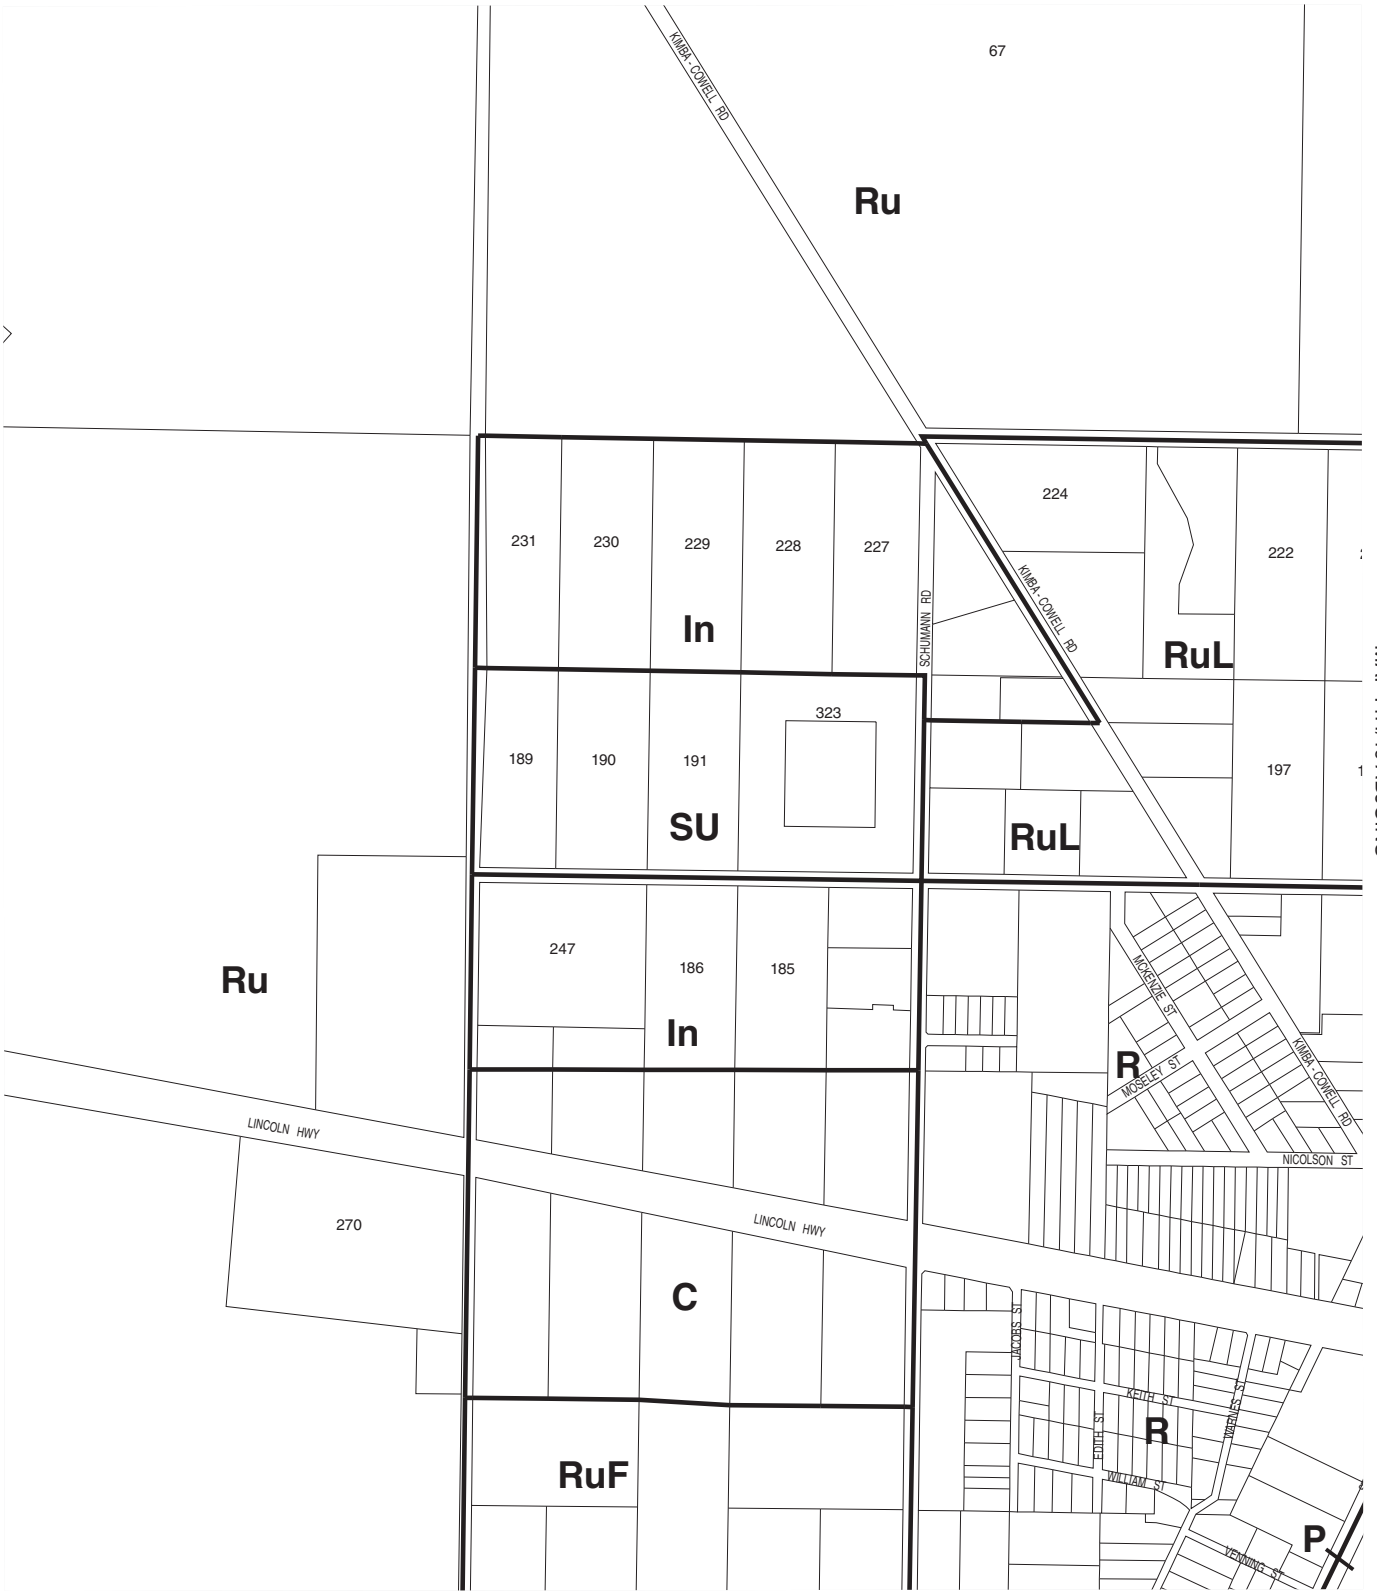 67
KIMBA - COWELL RD
Ru
224
231
230
229
228
227
222
KIMBA - COWELL RD
SCHUMANN RD
In
RuL
323
189
190
191
197
SU
RuL
247
186
185
Ru
In
MCKENZIE ST
R
MOSELEY ST
KIMBA - COWELL RD
LINCOLN HWY
NICOLSON ST
270
LINCOLN HWY
C
JACOBS ST
KEITH ST
WARNES ST
EDITH ST
R
RuF
WILLIAM ST
P
VENNING ST